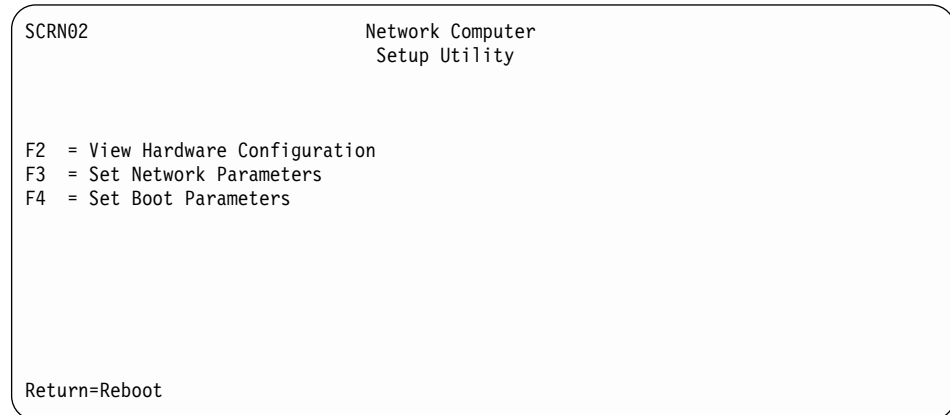 SCRN02 Network Computer
Setup Utility
F2 = View Hardware Configuration
F3 = Set Network Parameters
F4 = Set Boot Parameters
Return=Reboot